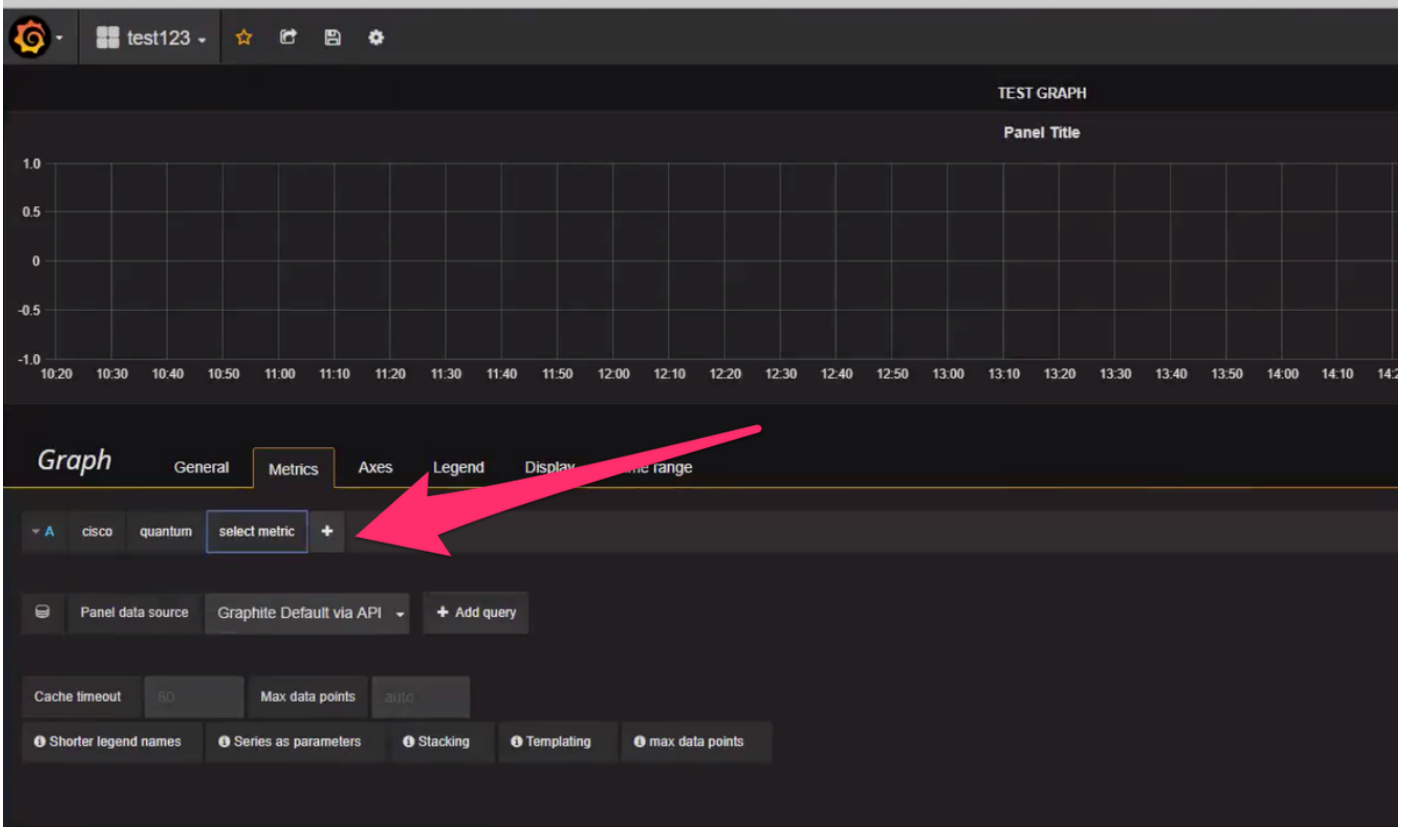 test123
TEST GRAPH
Panel Title
1.0
0.5
0
-0.5
-1.0
10:20 10:30 10:40 10:50 11:00 11:10 11:20 11:30 11:40 11:50 12:00 12:10 12:20 12:30 12:40 12:50 13:00 13:10 13:20 13:30 13:40 13:50 14:00 14:10
Graph General Metrics Axes Legend Display range
A cisco quantum select metric +
Panel data source Graphite Default via API + Add query
Cache timeout 60 Max data points auto
Shorter legend names Series as parameters Stacking Templating max data points